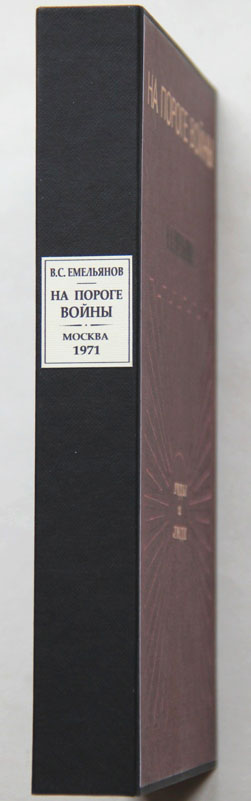 В.С. ЕМЕЛЬЯНОВ
НА ПОРОГЕ
ВОЙНЫ
МОСКВА
1971
НА ПОРОГЕ ВОЙНЫ